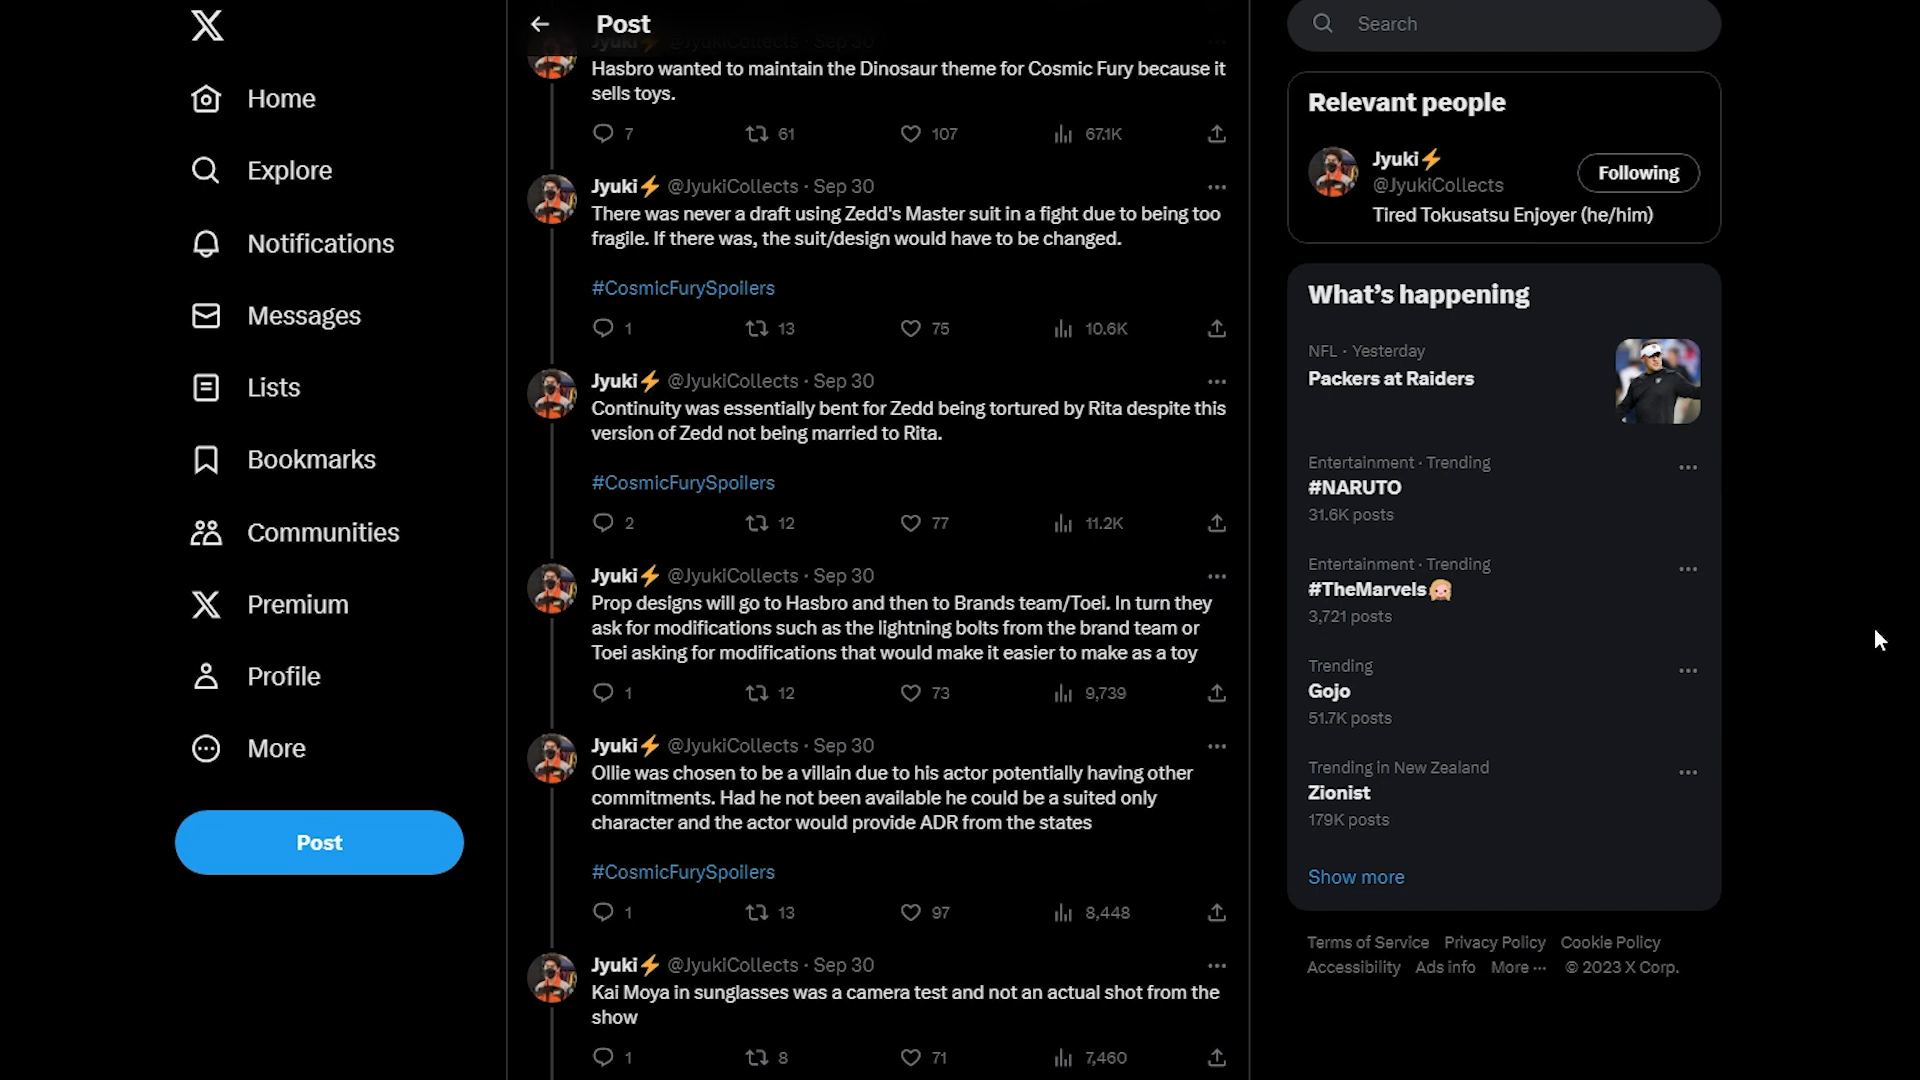 Home
Explore
Notifications
Messages
Lists
Bookmarks
Communities
Premium
Profile
More
Post
Post
Jyuki⚡ @JyukiCollects · Sep 30
Hasbro wanted to maintain the Dinosaur theme for Cosmic Fury because it
sells toys.
7 61 107 67.1K
Jyuki⚡ @JyukiCollects · Sep 30
There was never a draft using Zedd's Master suit in a fight due to being too
fragile. If there was, the suit/design would have to be changed.
#CosmicFurySpoilers
1 13 75 10.6K
Jyuki⚡ @JyukiCollects · Sep 30
Continuity was essentially bent for Zedd being tortured by Rita despite this
version of Zedd not being married to Rita.
#CosmicFurySpoilers
2 12 77 11.2K
Jyuki⚡ @JyukiCollects · Sep 30
Prop designs will go to Hasbro and then to Brands team/Toei. In turn they
ask for modifications such as the lightning bolts from the brand team or
Toei asking for modifications that would make it easier to make as a toy
1 12 73 9,739
Jyuki⚡ @JyukiCollects · Sep 30
Ollie was chosen to be a villain due to his actor potentially having other
commitments. Had he not been available he could be a suited only
character and the actor would provide ADR from the states
#CosmicFurySpoilers
1 13 97 8,448
Jyuki⚡ @JyukiCollects · Sep 30
Kai Moya in sunglasses was a camera test and not an actual shot from the
show
1 8 71 7,460
Search
Relevant people
Jyuki⚡
@JyukiCollects
Following
Tired Tokusatsu Enjoyer (he/him)
What's happening
NFL · Yesterday
Packers at Raiders
Entertainment · Trending
#NARUTO
31.6K posts
Entertainment · Trending
#TheMarvels
3,721 posts
Trending
Gojo
51.7K posts
Trending in New Zealand
Zionist
179K posts
Show more
Terms of Service Privacy Policy Cookie Policy
Accessibility Ads info More ··· © 2023 X Corp.